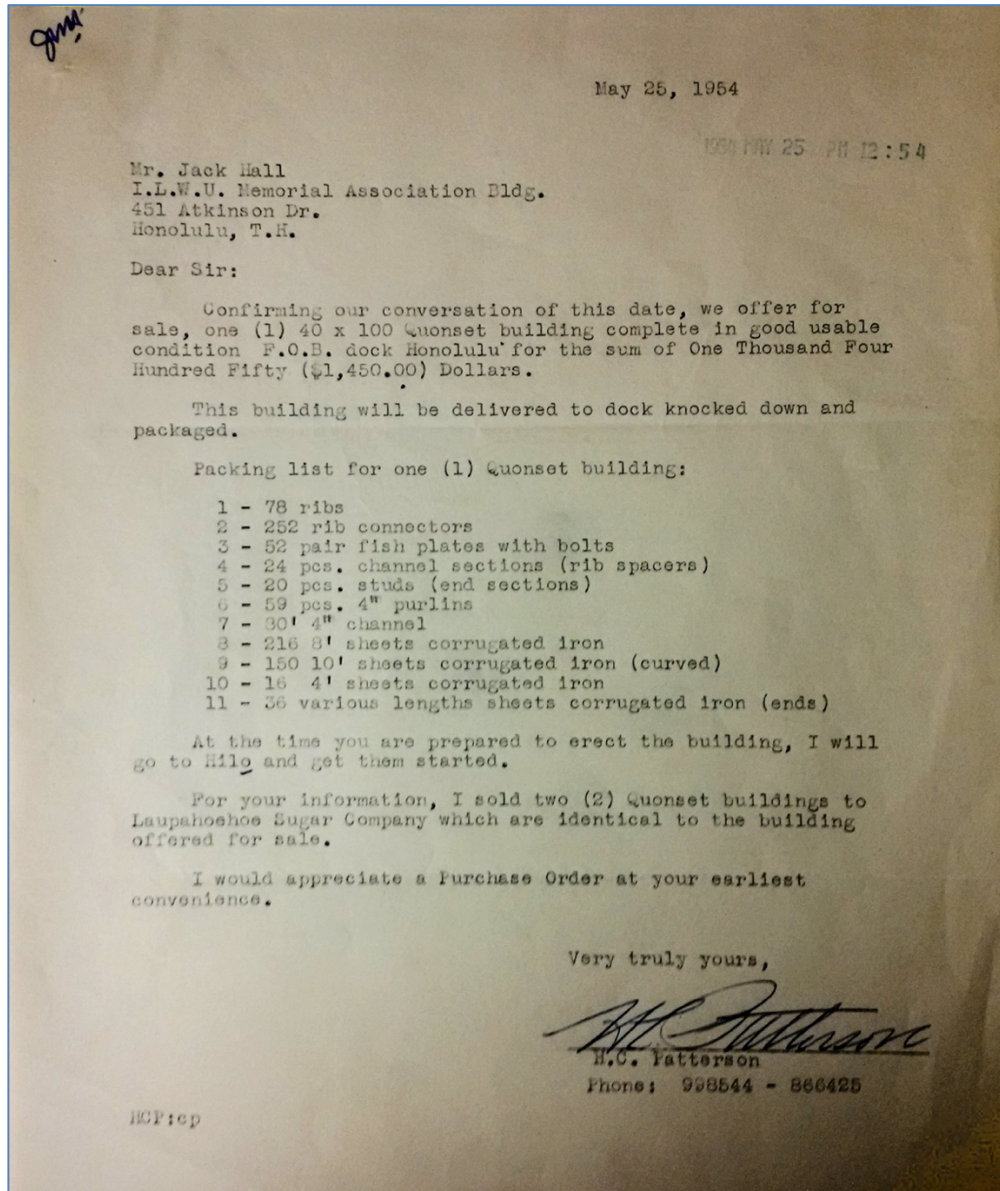 May 25, 1954
1954 MAY 25 PM 12:54
Mr. Jack Hall
I.L.W.U. Memorial Association Bldg.
451 Atkinson Dr.
Honolulu, T.H.
Dear Sir:
Confirming our conversation of this date, we offer for
sale, one (1) 40 x 100 Quonset building complete in good usable
condition F.O.B. dock Honolulu for the sum of One Thousand Four
Hundred Fifty ($1,450.00) Dollars.
This building will be delivered to dock knocked down and
packaged.
Packing list for one (1) Quonset building:
1 - 78 ribs
2 - 252 rib connectors
3 - 52 pair fish plates with bolts
4 - 24 pcs. channel sections (rib spacers)
5 - 20 pcs. studs (end sections)
6 - 59 pcs. 4" purlins
7 - 30' 4" channel
8 - 216 8' sheets corrugated iron
9 - 150 10' sheets corrugated iron (curved)
10 - 16 4' sheets corrugated iron
11 - 36 various lengths sheets corrugated iron (ends)
At the time you are prepared to erect the building, I will
go to Hilo and get them started.
For your information, I sold two (2) Quonset buildings to
Laupahoehoe Sugar Company which are identical to the building
offered for sale.
I would appreciate a Purchase Order at your earliest
convenience.
Very truly yours,
HC Patterson
H.C. Patterson
Phone: 998544 - 866425
HCP:cp